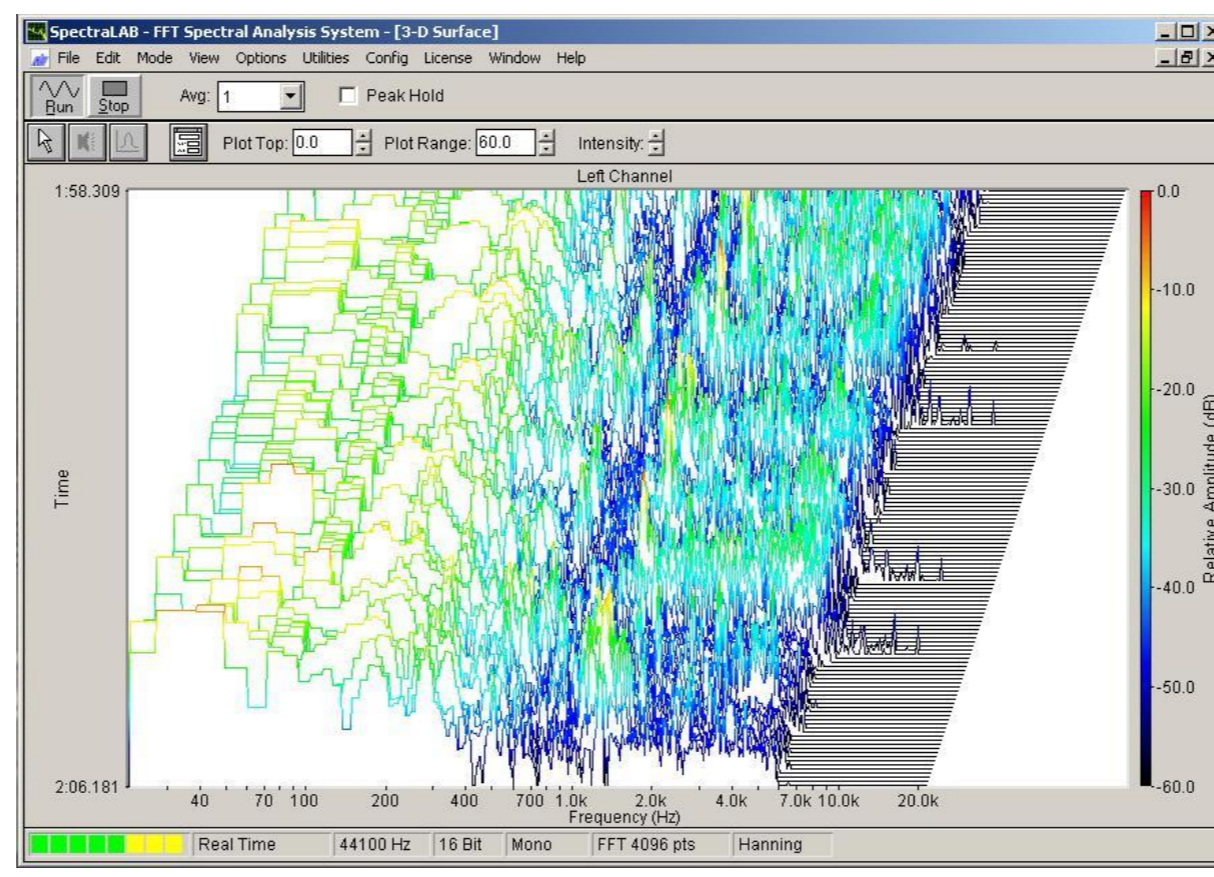 SpectraLAB - FFT Spectral Analysis System - [3-D Surface]
File Edit Mode View Options Utilities Config License Window Help
Run Stop Avg: 1 Peak Hold
Plot Top: 0.0 Plot Range: 60.0 Intensity:
Left Channel
1:58.309
Time
2:06.181
0.0
-10.0
-20.0
-30.0
-40.0
-50.0
-60.0
Relative Amplitude (dB)
40 70 100 200 400 700 1.0k 2.0k 4.0k 7.0k 10.0k 20.0k
Frequency (Hz)
Real Time 44100 Hz 16 Bit Mono FFT 4096 pts Hanning